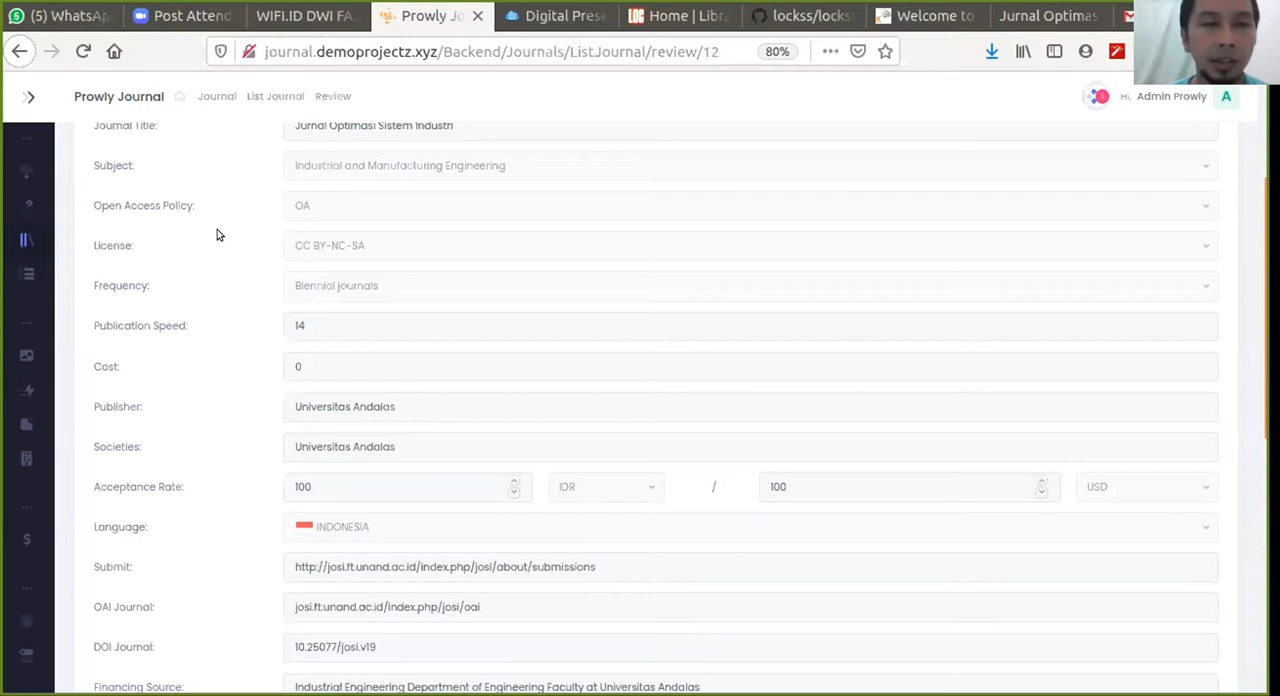 (5) WhatsA
Post Attend
WIFI.ID DWI FA
Prowly Jo
Digital Prese
LOC Home | Libra
lockss/locks
Welcome to
Jurnal Optimas
journal.demoprojectz.xyz/Backend/Journals/ListJournal/review/12
80%
Prowly Journal
Journal
List Journal
Review
Hi, Admin Prowly
A
Journal Title:
Jurnal Optimasi Sistem Industri
Subject:
Industrial and Manufacturing Engineering
Open Access Policy:
OA
License:
CC BY-NC-SA
Frequency:
Biennial journals
Publication Speed:
14
Cost:
0
Publisher:
Universitas Andalas
Societies:
Universitas Andalas
Acceptance Rate:
100
IDR
/
100
USD
Language:
INDONESIA
Submit:
http://josi.ft.unand.ac.id/index.php/josi/about/submissions
OAI Journal:
josi.ft.unand.ac.id/index.php/josi/oai
DOI Journal:
10.25077/josi.v19
Financing Source:
Industrial Engineering Department of Engineering Faculty at Universitas Andalas